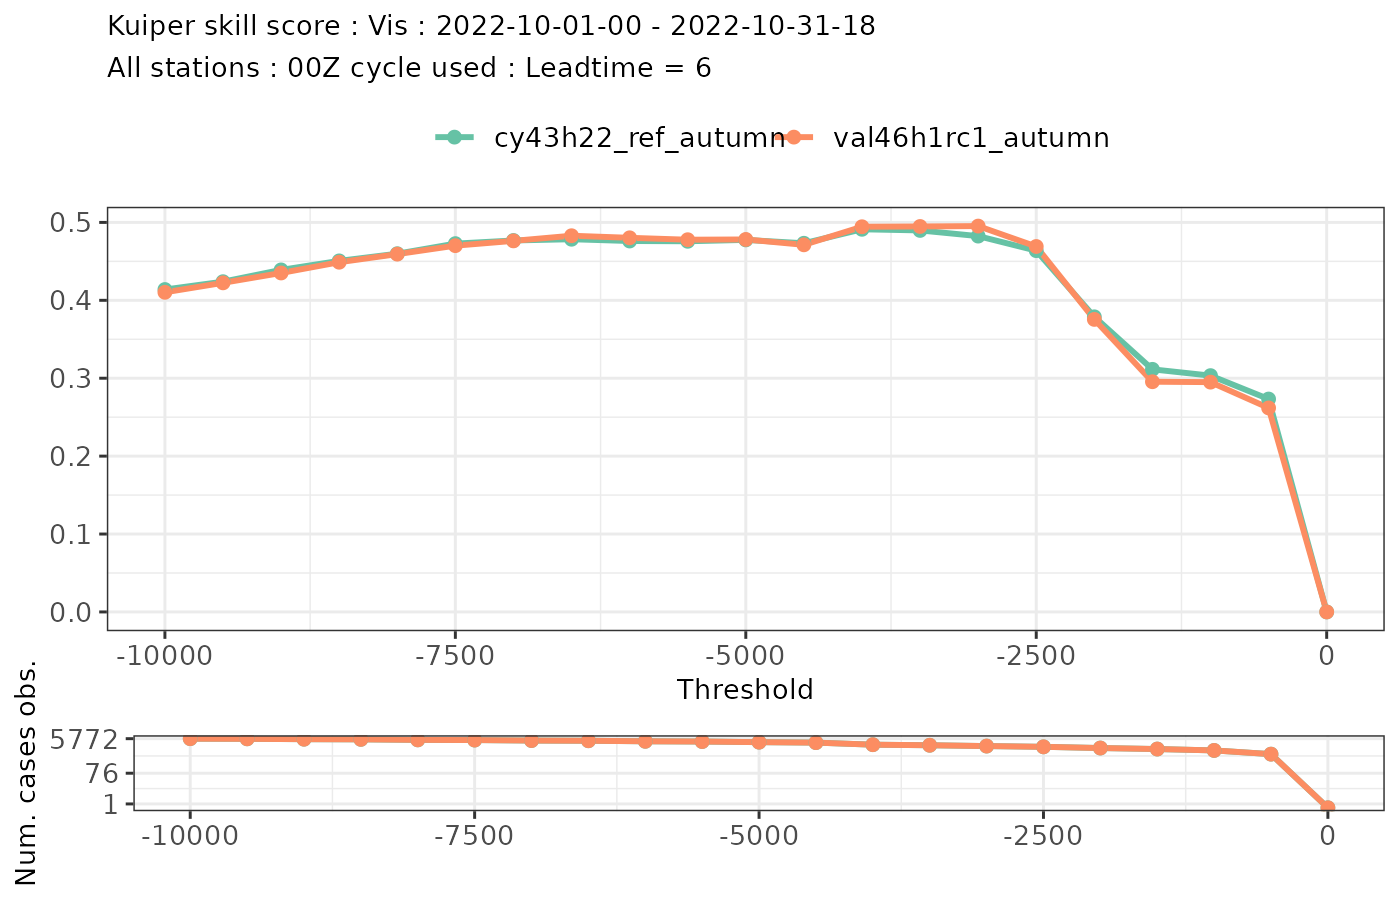 Kuiper skill score : Vis : 2022-10-01-00 - 2022-10-31-18
All stations : 00Z cycle used : Leadtime = 6
cy43h22_ref_autumn val46h1rc1_autumn
0.5
0.4
0.3
0.2
0.1
0.0
-10000 -7500 -5000 -2500 0
Threshold
Num. cases obs.
5772
76
1
-10000 -7500 -5000 -2500 0